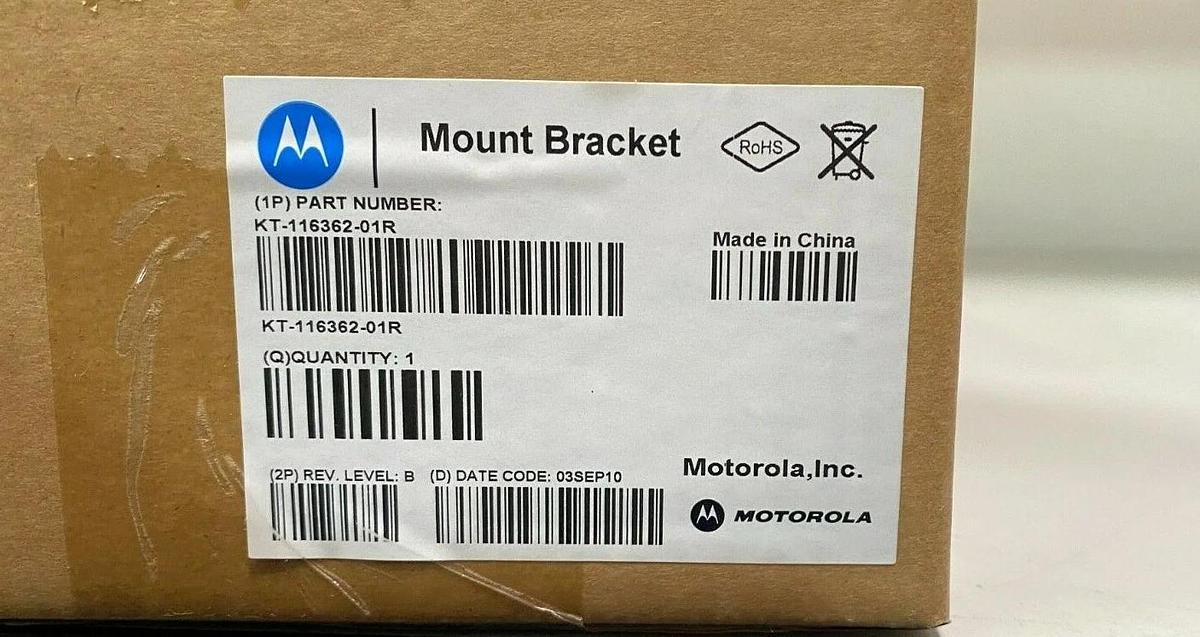 Mount Bracket
RoHS
(1P) PART NUMBER:
KT-116362-01R
KT-116362-01R
Made in China
(Q)QUANTITY: 1
(2P) REV. LEVEL: B
(D) DATE CODE: 03SEP10
Motorola,Inc.
MOTOROLA